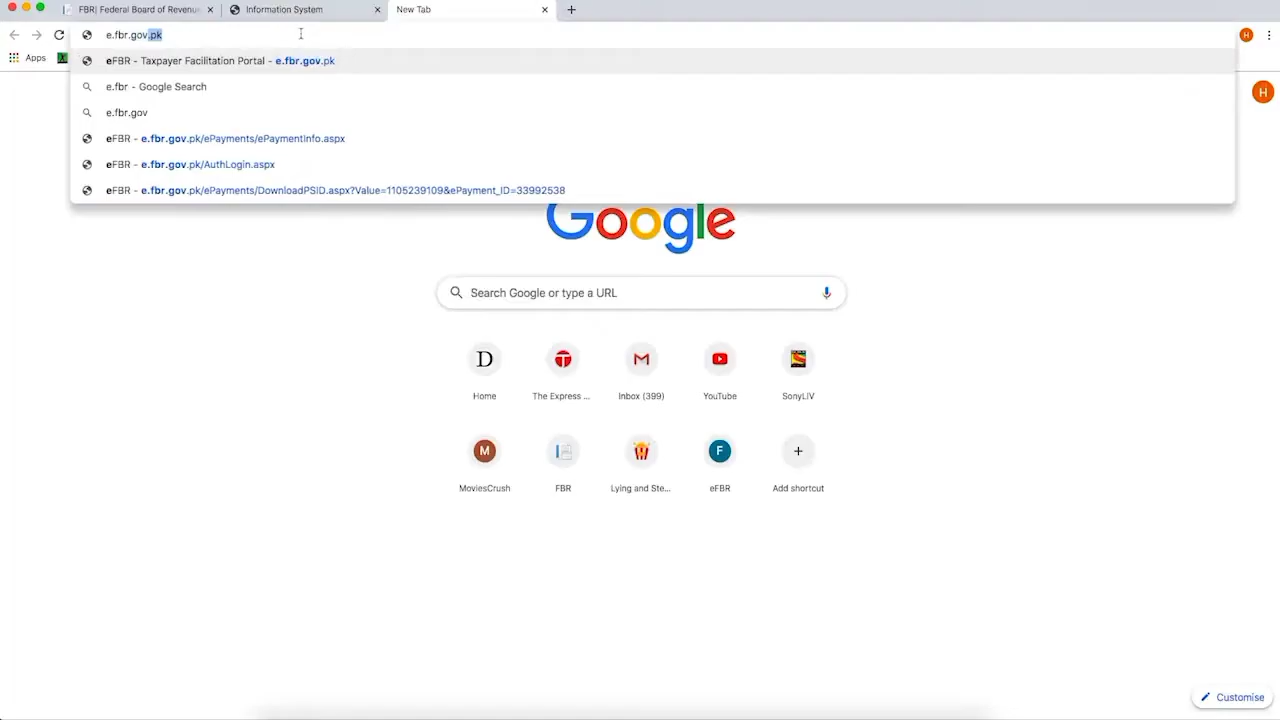 FBR| Federal Board of Revenu
Information System
New Tab
e.fbr.gov.pk
Apps
eFBR - Taxpayer Facilitation Portal - e.fbr.gov.pk
e.fbr - Google Search
e.fbr.gov
eFBR - e.fbr.gov.pk/ePayments/ePaymentInfo.aspx
eFBR - e.fbr.gov.pk/AuthLogin.aspx
eFBR - e.fbr.gov.pk/ePayments/DownloadPSID.aspx?Value=1105239109&ePayment_ID=33992538
H
H
Google
Search Google or type a URL
D
Home
The Express ...
Inbox (399)
YouTube
SonyLIV
M
F
MoviesCrush
FBR
Lying and Ste...
eFBR
Add shortcut
Customise